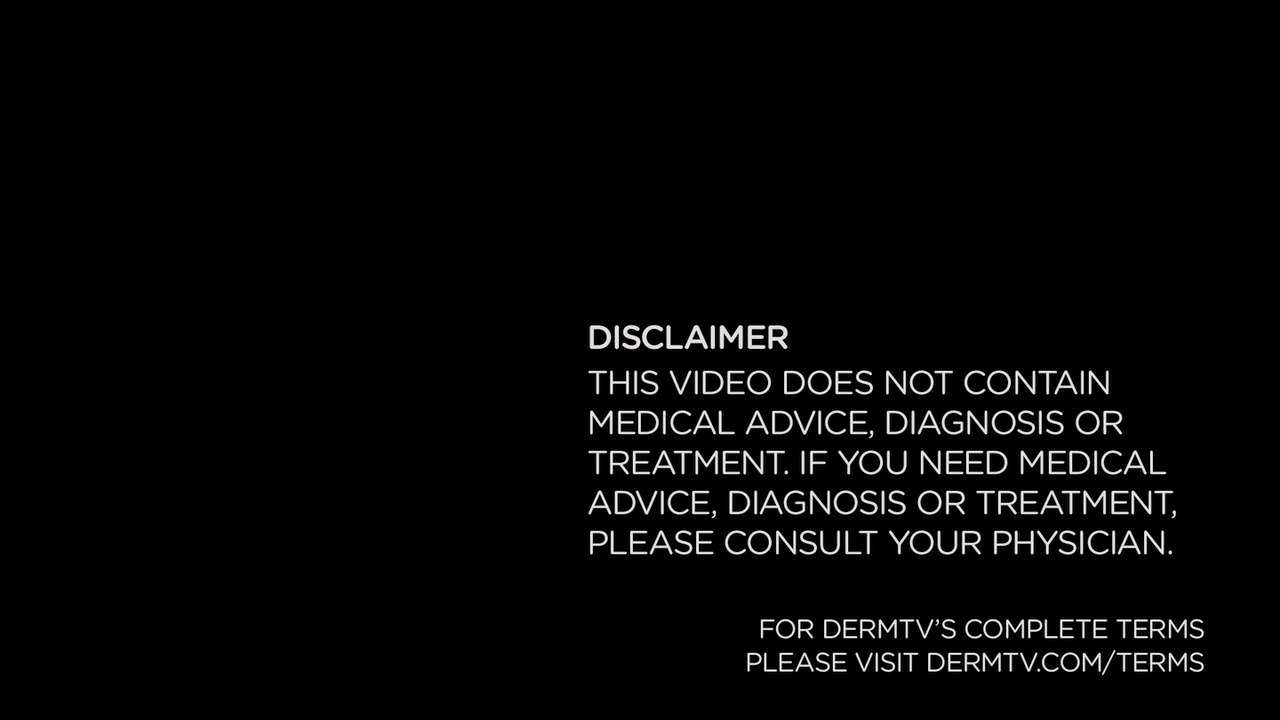 DISCLAIMER
THIS VIDEO DOES NOT CONTAIN
MEDICAL ADVICE, DIAGNOSIS OR
TREATMENT. IF YOU NEED MEDICAL
ADVICE, DIAGNOSIS OR TREATMENT,
PLEASE CONSULT YOUR PHYSICIAN.
FOR DERMTV’S COMPLETE TERMS
PLEASE VISIT DERMTV.COM/TERMS